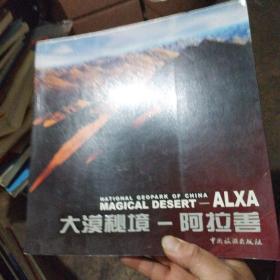 NATIONAL GEOPARK OF CHINA
MAGICAL DESERT — ALXA
大漠秘境 — 阿拉善
中国旅游出版社